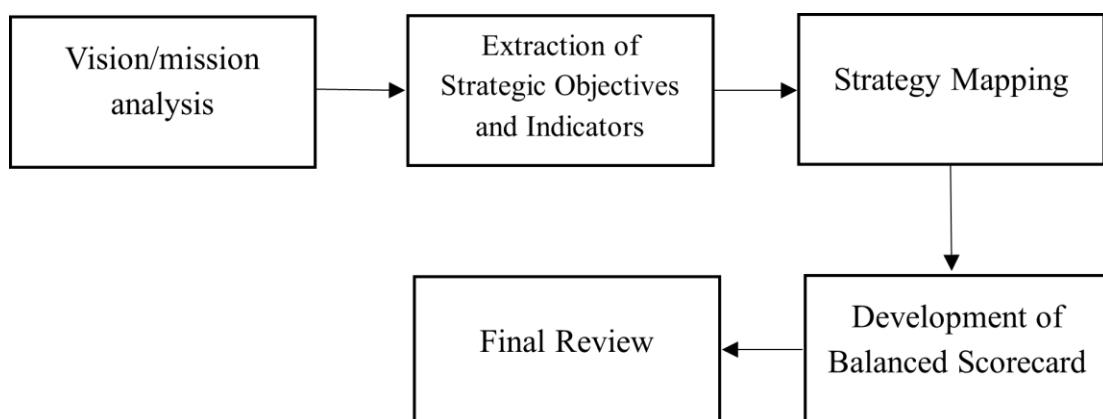 Vision/mission
analysis
Extraction of
Strategic Objectives
and Indicators
Strategy Mapping
Development of
Balanced Scorecard
Final Review